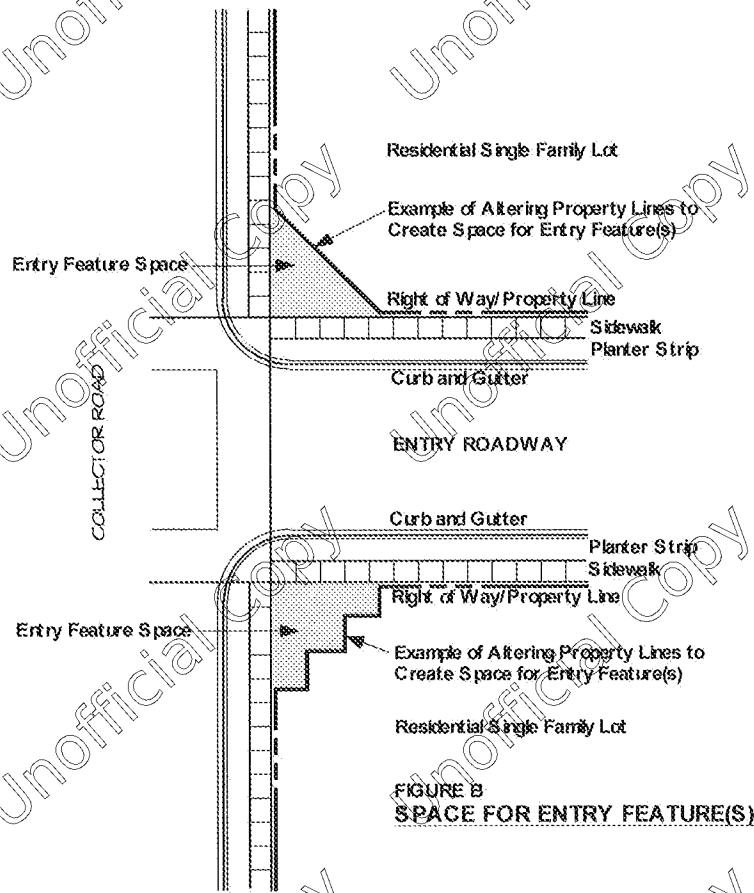 Unofficial Copy
Unofficial Copy
Residential Single Family Lot
Example of Altering Property Lines to
Create Space for Entry Feature(s)
Entry Feature Space
Right of Way/Property Line
Sidewalk
Planter Strip
Curb and Gutter
Unofficial Copy
Unofficial Copy
COLLECTOR ROAD
ENTRY ROADWAY
Curb and Gutter
Planter Strip
Sidewalk
Right of Way/Property Line
Entry Feature Space
Example of Altering Property Lines to
Create Space for Entry Feature(s)
Residential Single Family Lot
Unofficial Copy
Unofficial Copy
FIGURE B
SPACE FOR ENTRY FEATURE(S)